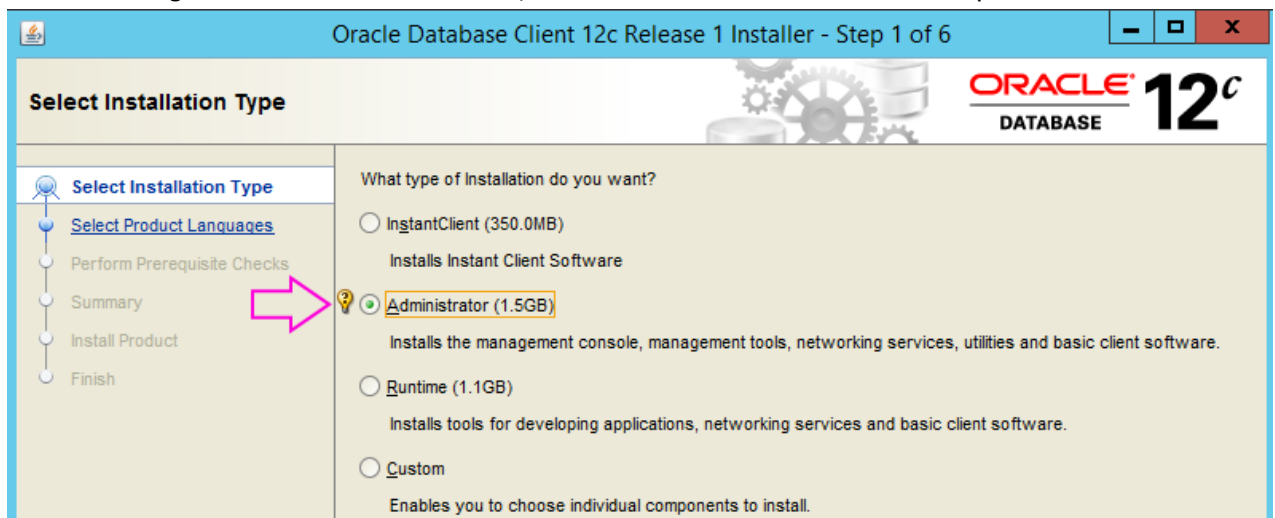 Oracle Database Client 12c Release 1 Installer - Step 1 of 6
Select Installation Type
ORACLE DATABASE 12c
Select Installation Type
Select Product Languages
Perform Prerequisite Checks
Summary
Install Product
Finish
What type of Installation do you want?
InstantClient (350.0MB)
Installs Instant Client Software
Administrator (1.5GB)
Installs the management console, management tools, networking services, utilities and basic client software.
Runtime (1.1GB)
Installs tools for developing applications, networking services and basic client software.
Custom
Enables you to choose individual components to install.